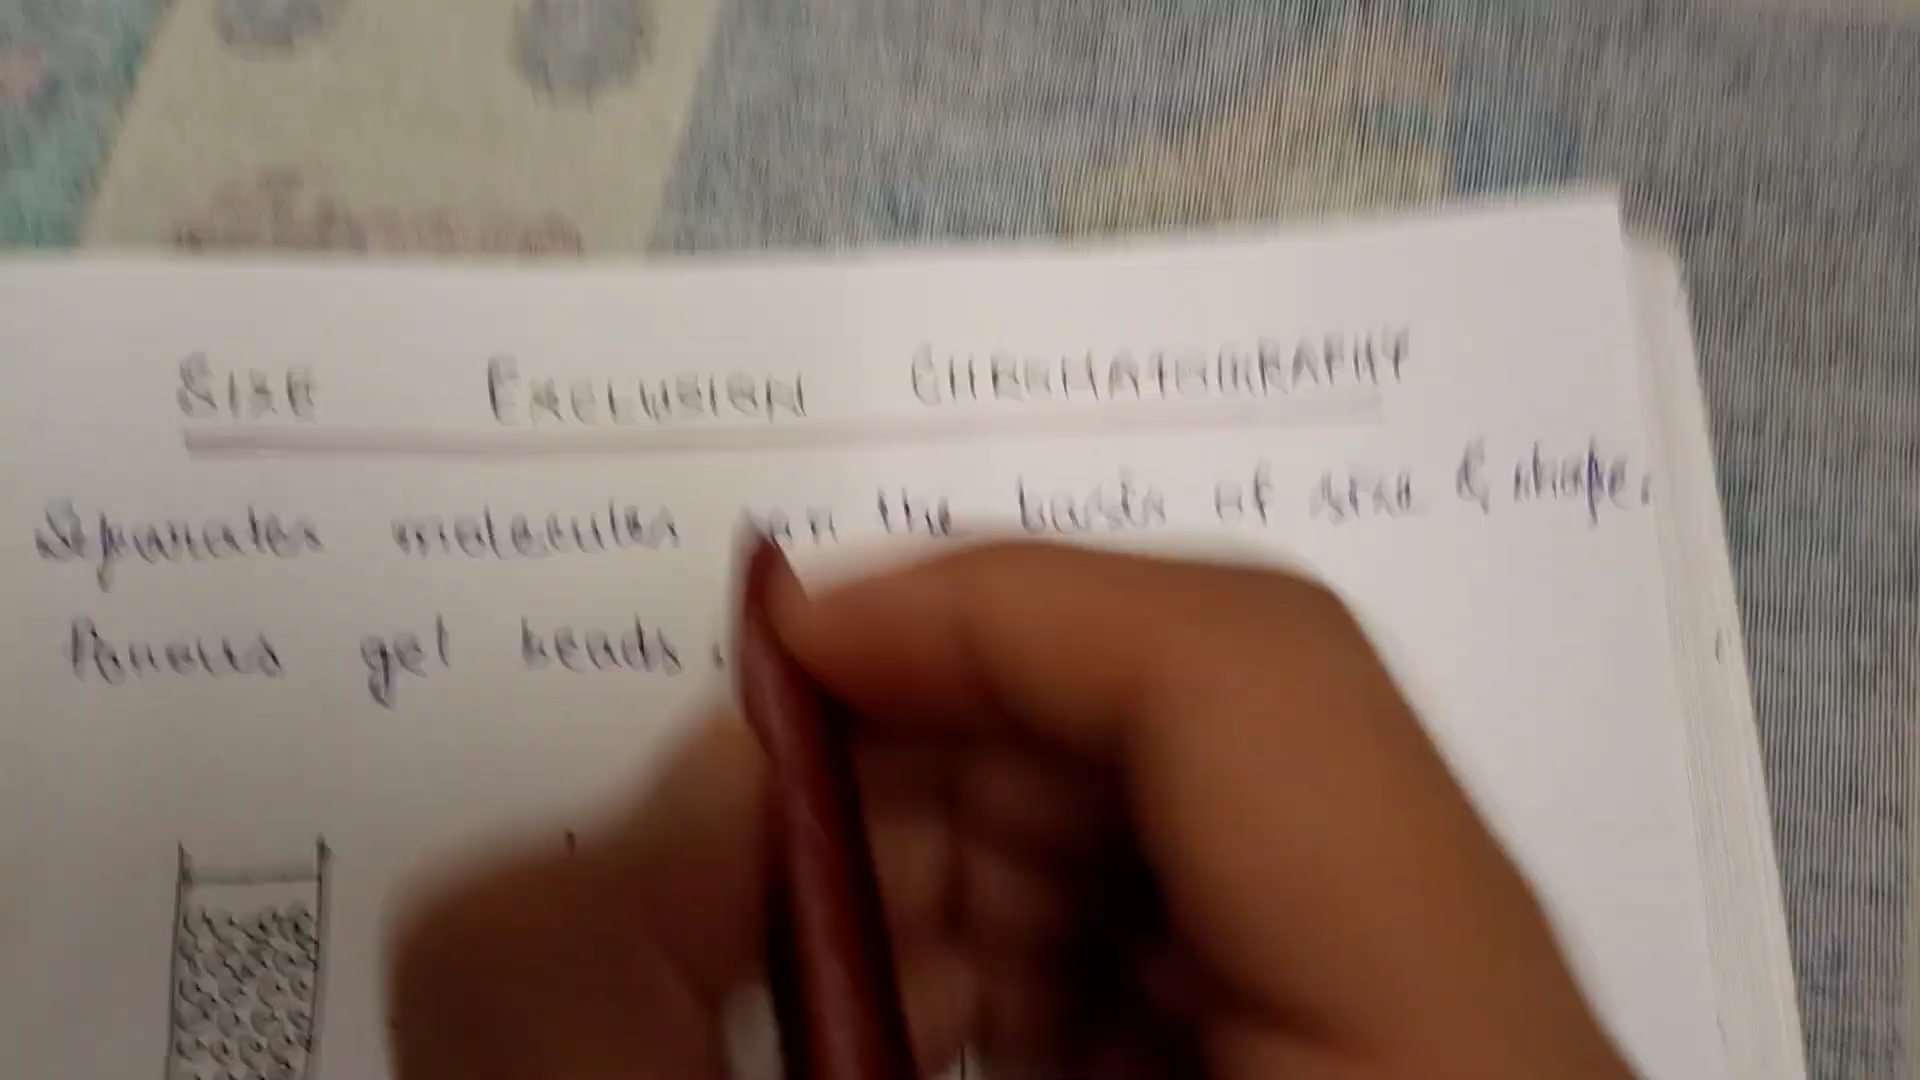 SIZE EXCLUSION CHROMATOGRAPHY
Separates molecules on the basis of size & shape.
Porous gel beads.